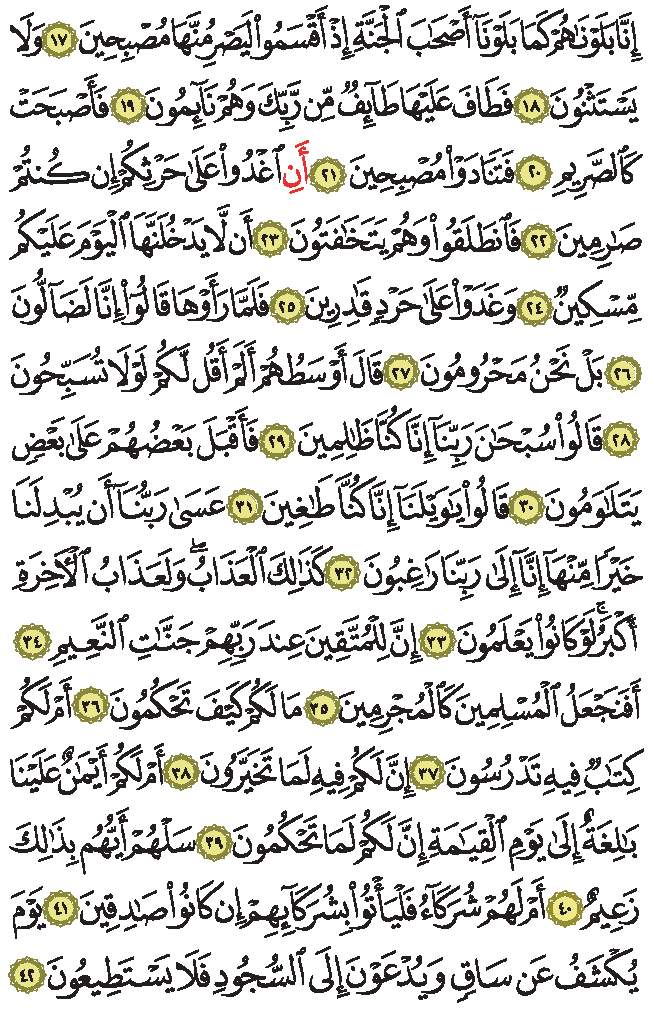 إِنَّا بَلَوْنَٰهُمْ كَمَا بَلَوْنَآ أَصْحَٰبَ ٱلْجَنَّةِ إِذْ أَقْسَمُوا۟ لَيَصْرِمُنَّهَا مُصْبِحِينَ ١٧ وَلَا
يَسْتَثْنُونَ ١٨ فَطَافَ عَلَيْهَا طَآئِفٌ مِّن رَّبِّكَ وَهُمْ نَآئِمُونَ ١٩ فَأَصْبَحَتْ
كَٱلصَّرِيمِ ٢٠ فَتَنَادَوْا۟ مُصْبِحِينَ ٢١ أَنِ ٱغْدُوا۟ عَلَىٰ حَرْثِكُمْ إِن كُنتُمْ
صَٰرِمِينَ ٢٢ فَٱنطَلَقُوا۟ وَهُمْ يَتَخَٰفَتُونَ ٢٣ أَن لَّا يَدْخُلَنَّهَا ٱلْيَوْمَ عَلَيْكُم
مِّسْكِينٌ ٢٤ وَغَدَوْا۟ عَلَىٰ حَرْدٍ قَٰدِرِينَ ٢٥ فَلَمَّا رَأَوْهَا قَالُوٓا۟ إِنَّا لَضَآلُّونَ
٢٦ بَلْ نَحْنُ مَحْرُومُونَ ٢٧ قَالَ أَوْسَطُهُمْ أَلَمْ أَقُل لَّكُمْ لَوْلَا تُسَبِّحُونَ
٢٨ قَالُوا۟ سُبْحَٰنَ رَبِّنَآ إِنَّا كُنَّا ظَٰلِمِينَ ٢٩ فَأَقْبَلَ بَعْضُهُمْ عَلَىٰ بَعْضٍ
يَتَلَٰوَمُونَ ٣٠ قَالُوا۟ يَٰوَيْلَنَآ إِنَّا كُنَّا طَٰغِينَ ٣١ عَسَىٰ رَبُّنَآ أَن يُبْدِلَنَا
خَيْرًا مِّنْهَآ إِنَّآ إِلَىٰ رَبِّنَا رَٰغِبُونَ ٣٢ كَذَٰلِكَ ٱلْعَذَابُ ۖ وَلَعَذَابُ ٱلْءَاخِرَةِ
أَكْبَرُ ۚ لَوْ كَانُوا۟ يَعْلَمُونَ ٣٣ إِنَّ لِلْمُتَّقِينَ عِندَ رَبِّهِمْ جَنَّٰتِ ٱلنَّعِيمِ ٣٤
أَفَنَجْعَلُ ٱلْمُسْلِمِينَ كَٱلْمُجْرِمِينَ ٣٥ مَا لَكُمْ كَيْفَ تَحْكُمُونَ ٣٦ أَمْ لَكُمْ
كِتَٰبٌ فِيهِ تَدْرُسُونَ ٣٧ إِنَّ لَكُمْ فِيهِ لَمَا تَخَيَّرُونَ ٣٨ أَمْ لَكُمْ أَيْمَٰنٌ عَلَيْنَا
بَٰلِغَةٌ إِلَىٰ يَوْمِ ٱلْقِيَٰمَةِ إِنَّ لَكُمْ لَمَا تَحْكُمُونَ ٣٩ سَلْهُمْ أَيُّهُم بِذَٰلِكَ
زَعِيمٌ ٤٠ أَمْ لَهُمْ شُرَكَآءُ فَلْيَأْتُوا۟ بِشُرَكَآئِهِمْ إِن كَانُوا۟ صَٰدِقِينَ ٤١ يَوْمَ
يُكْشَفُ عَن سَاقٍ وَيُدْعَوْنَ إِلَى ٱلسُّجُودِ فَلَا يَسْتَطِيعُونَ ٤٢